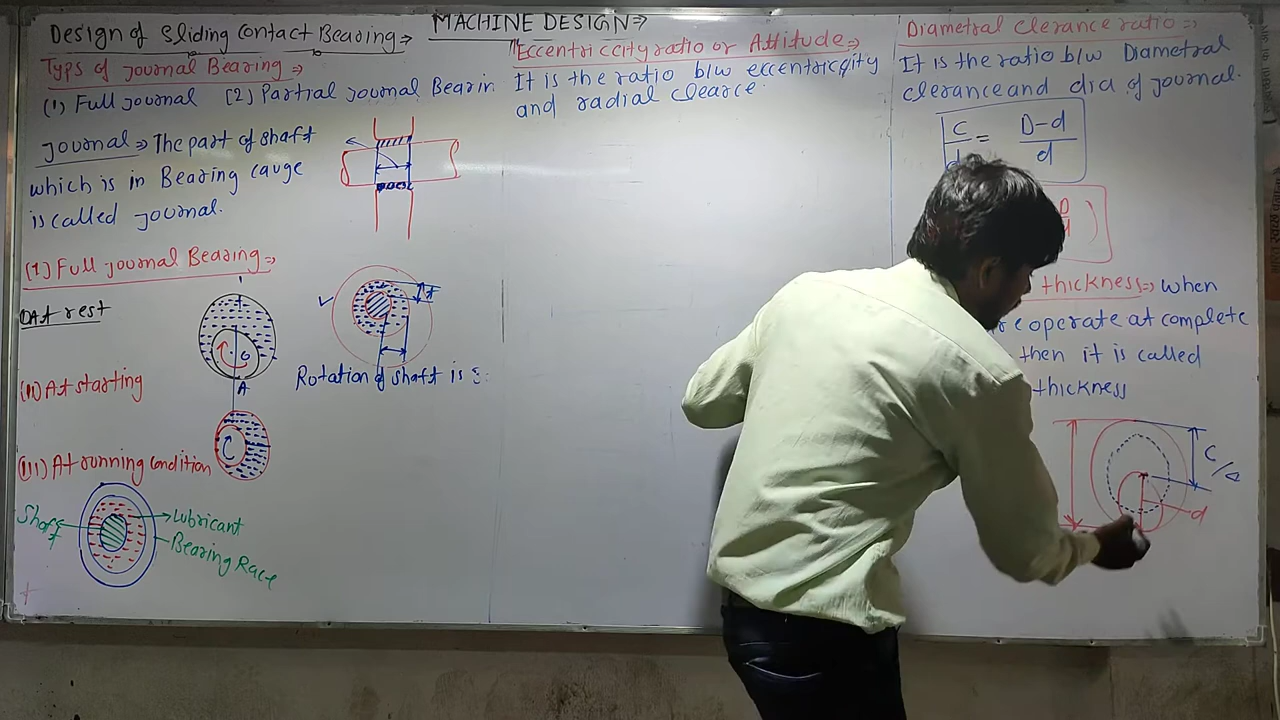 MACHINE DESIGN⇒
Design of Sliding Contact Bearing⇒
Typs of Journal Bearing⇒
(1) Full Journal (2) Partial Journal Bearin
Journal⇒ The part of shaft
which is in Bearing cauge
is called journal.
(1) Full Journal Bearing⇒
(I) At rest
(II) At starting
(III) At running condition
Shaft
Lubricant
Bearing Race
O
A
Rotation of shaft is
"Eccentriccity ratio or Attitude⇒
It is the ratio b/w eccentricity
and radial clearce.
Diametral clerance ratio⇒
It is the ratio b/w Diametral
clerance and dia of journal.
C/d = D-d/d
thickness⇒ when
operate at complete
then it is called
thickness
C/2
d